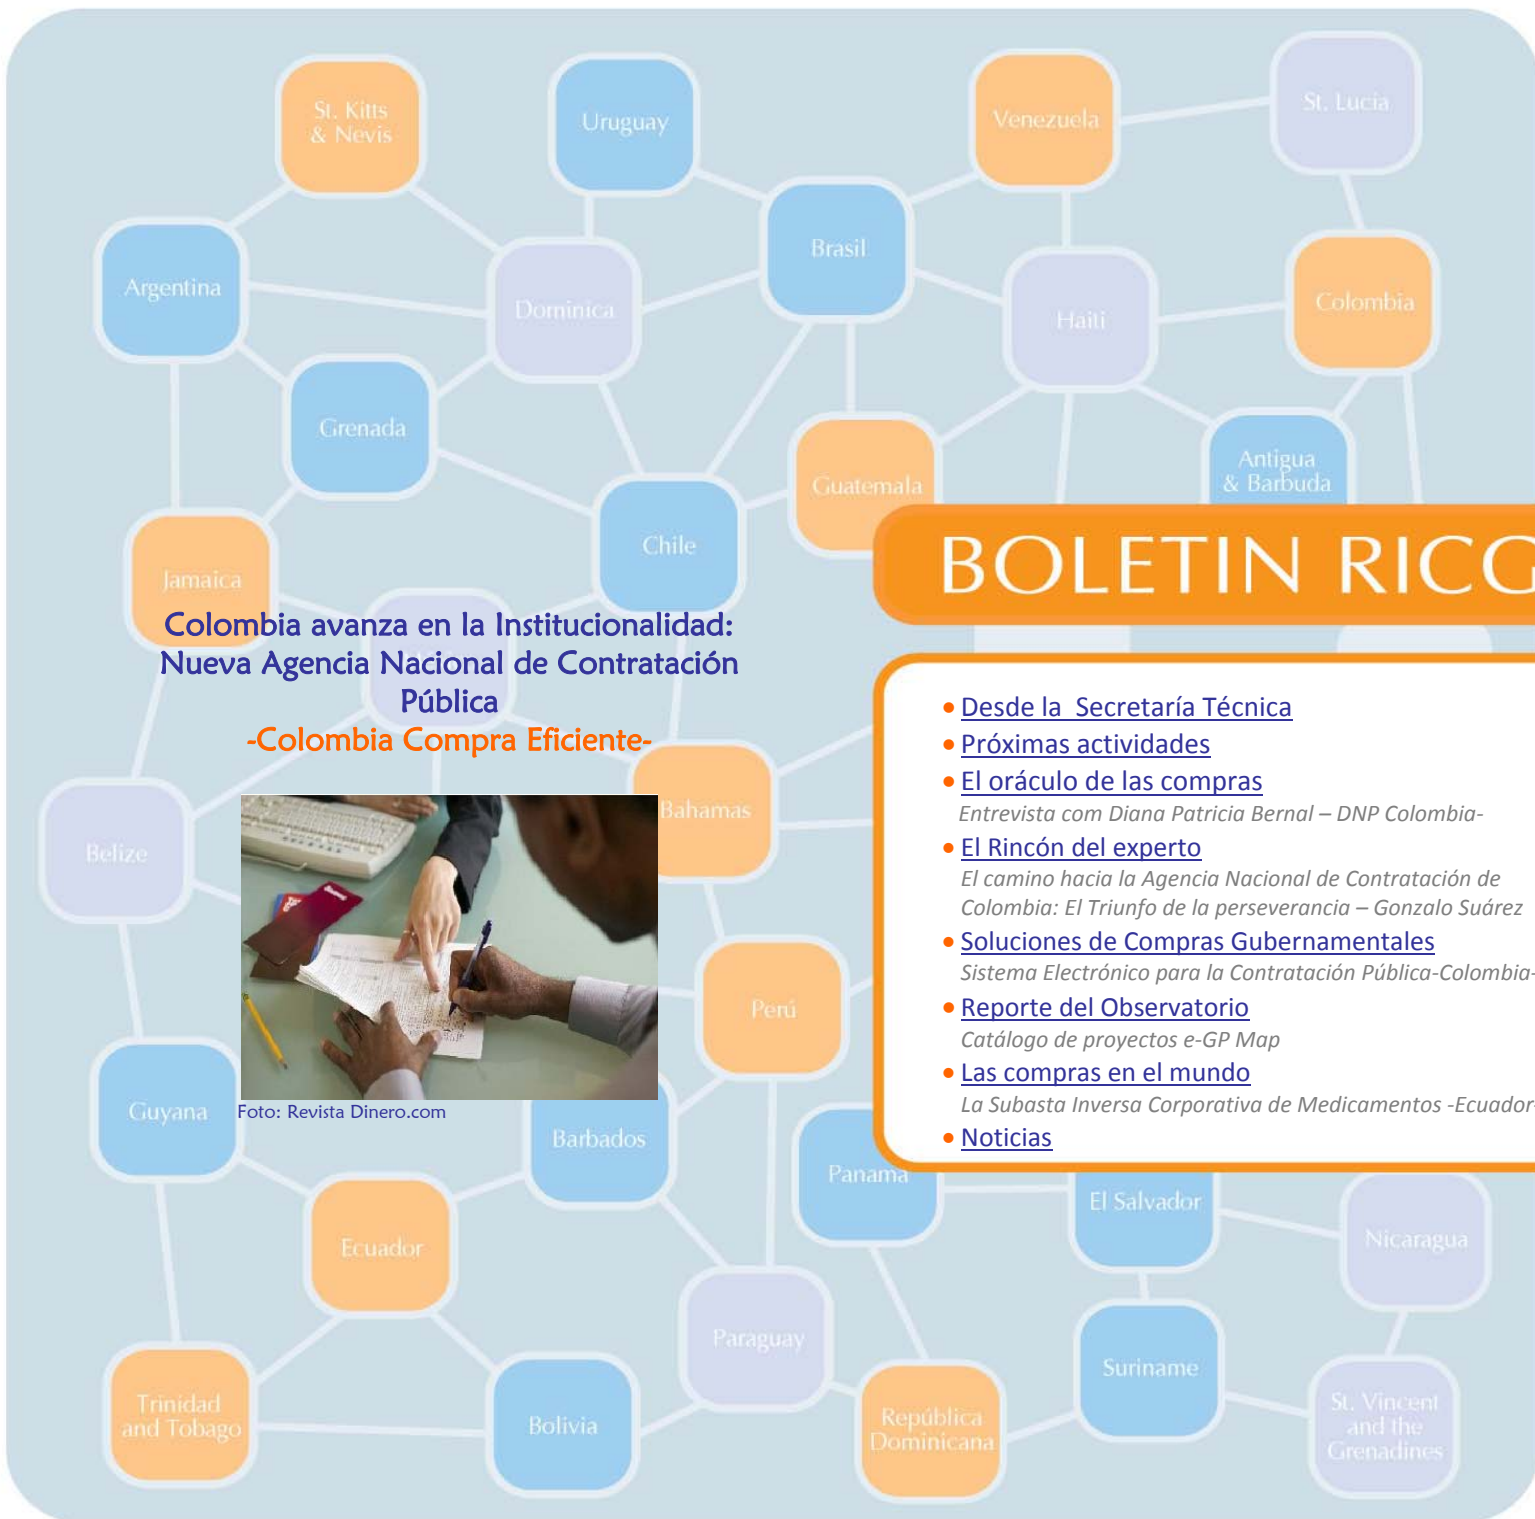 St. Kitts
& Nevis
Uruguay
Venezuela
St. Lucia
Argentina
Dominica
Brasil
Haiti
Colombia
Grenada
Guatemala
Antigua
& Barbuda
Jamaica
Chile
BOLETIN RICG
Colombia avanza en la Institucionalidad:
Nueva Agencia Nacional de Contratación
Pública
-Colombia Compra Eficiente-
Belize
Bahamas
Perú
Guyana
Foto: Revista Dinero.com
Barbados
• Desde la Secretaría Técnica
• Próximas actividades
• El oráculo de las compras
Entrevista com Diana Patricia Bernal – DNP Colombia-
• El Rincón del experto
El camino hacia la Agencia Nacional de Contratación de
Colombia: El Triunfo de la perseverancia – Gonzalo Suárez
• Soluciones de Compras Gubernamentales
Sistema Electrónico para la Contratación Pública-Colombia-
• Reporte del Observatorio
Catálogo de proyectos e-GP Map
• Las compras en el mundo
La Subasta Inversa Corporativa de Medicamentos -Ecuador-
• Noticias
Panama
El Salvador
Nicaragua
Ecuador
Paraguay
Suriname
Trinidad
and Tobago
Bolivia
República
Dominicana
St. Vincent
and the
Grenadines